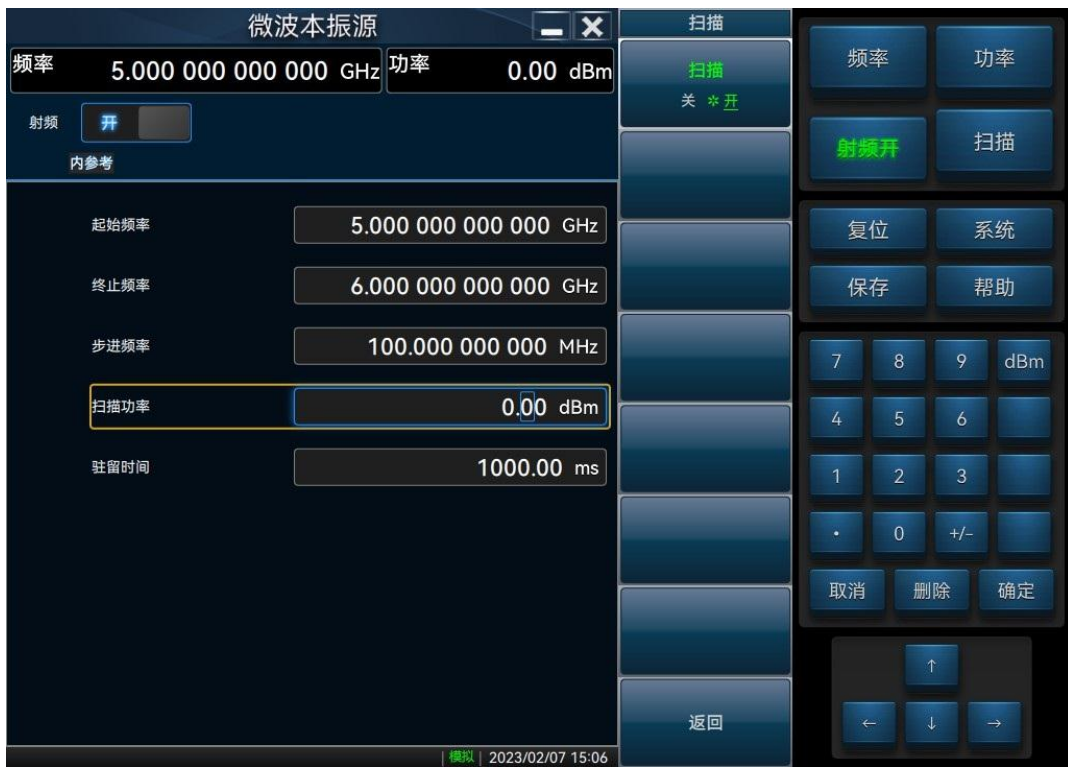 微波本振源
频率 5.000 000 000 000 GHz 功率 0.00 dBm
射频 开
内参考
起始频率 5.000 000 000 000 GHz
终止频率 6.000 000 000 000 GHz
步进频率 100.000 000 000 MHz
扫描功率 0.00 dBm
驻留时间 1000.00 ms
|模拟| 2023/02/07 15:06
扫描
扫描
关 ※开
返回
频率 功率
射频开 扫描
复位 系统
保存 帮助
7 8 9 dBm
4 5 6
1 2 3
· 0 +/-
取消 删除 确定
↑
← ↓ →